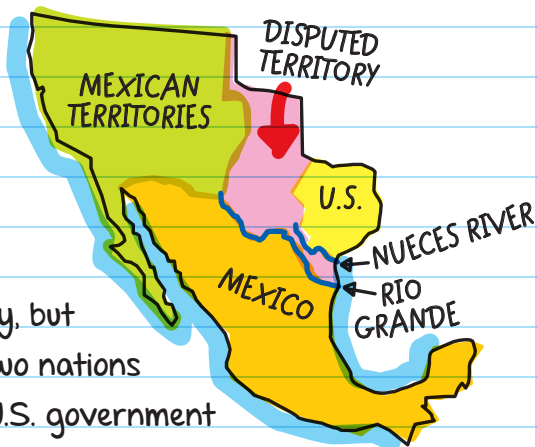 DISPUTED
TERRITORY
MEXICAN
TERRITORIES
U.S.
NUECES RIVER
MEXICO
RIO
GRANDE
y, but
wo nations
U.S. government